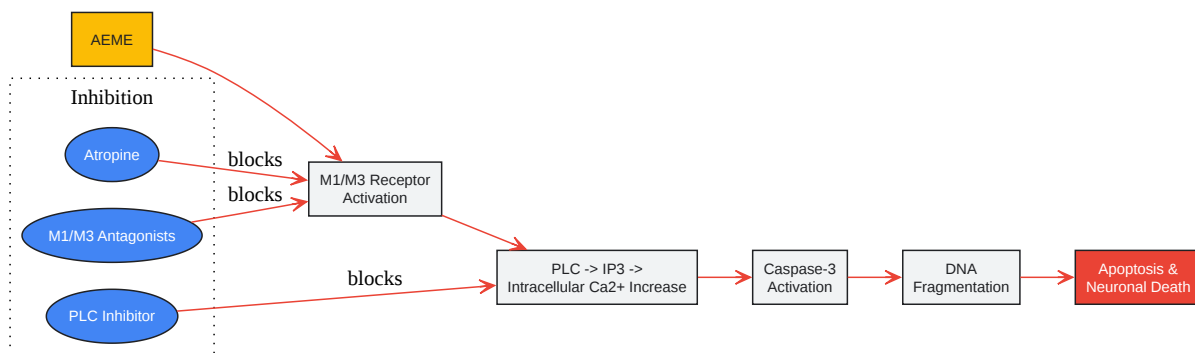 AEME
Inhibition
Atropine
blocks
M1/M3 Receptor
Activation
blocks
M1/M3 Antagonists
PLC -> IP3 ->
Intracellular Ca2+ Increase
Caspase-3
Activation
DNA
Fragmentation
Apoptosis &
Neuronal Death
blocks
PLC Inhibitor